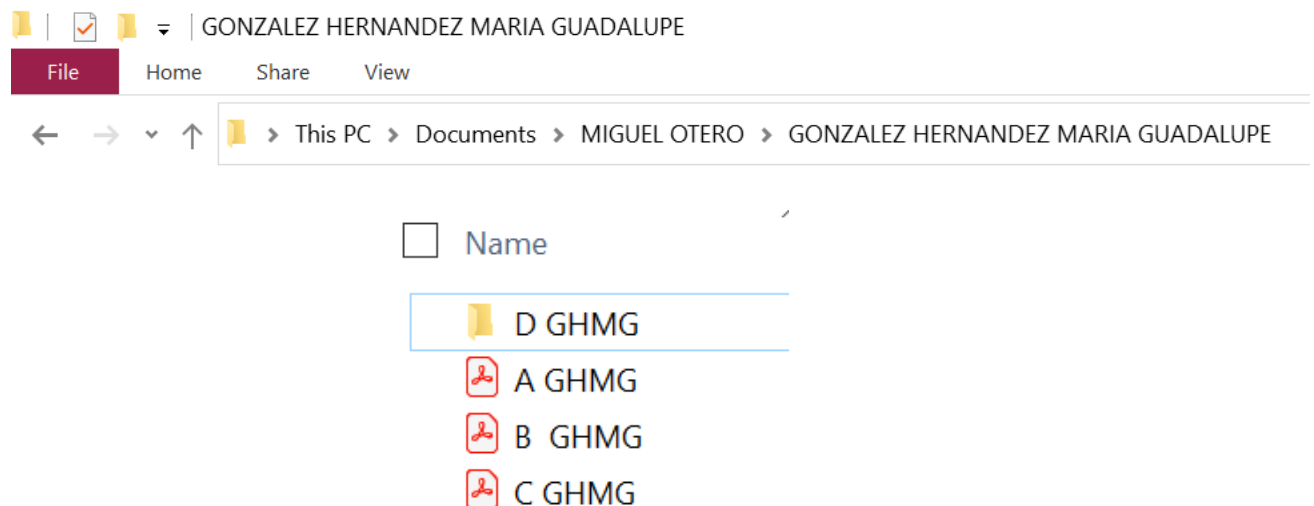 GONZALEZ HERNANDEZ MARIA GUADALUPE
File Home Share View
This PC > Documents > MIGUEL OTERO > GONZALEZ HERNANDEZ MARIA GUADALUPE
Name
D GHMG
A GHMG
B  GHMG
C GHMG